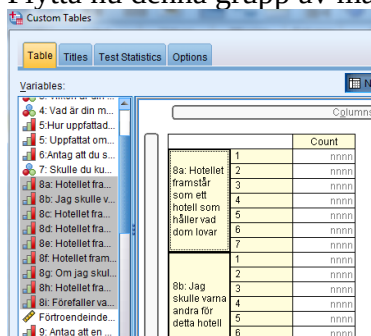 Flytta nu denna grupp av
Custom Tables
Table Titles Test Statistics Options
Variables:
N
4: Vad är din m...
5:Hur uppfattad...
5: Uppfattat om...
6:Antag att du s...
7: Skulle du ku...
8a: Hotellet fra...
8b: Jag skulle v...
8c: Hotellet fra...
8d: Hotellet fra...
8e: Hotellet fra...
8f: Hotellet fram...
8g: Om jag skul...
8h: Hotellet fra...
8i: Förefaller va...
Förtroendeinde...
9: Antag att en ...
Columns
Count
8a: Hotellet
framstår
som ett
hotell som
håller vad
dom lovar
1 nnnn
2 nnnn
3 nnnn
4 nnnn
5 nnnn
6 nnnn
7 nnnn
8b: Jag
skulle varna
andra för
detta hotell
1 nnnn
2 nnnn
3 nnnn
4 nnnn
5 nnnn
6 nnnn